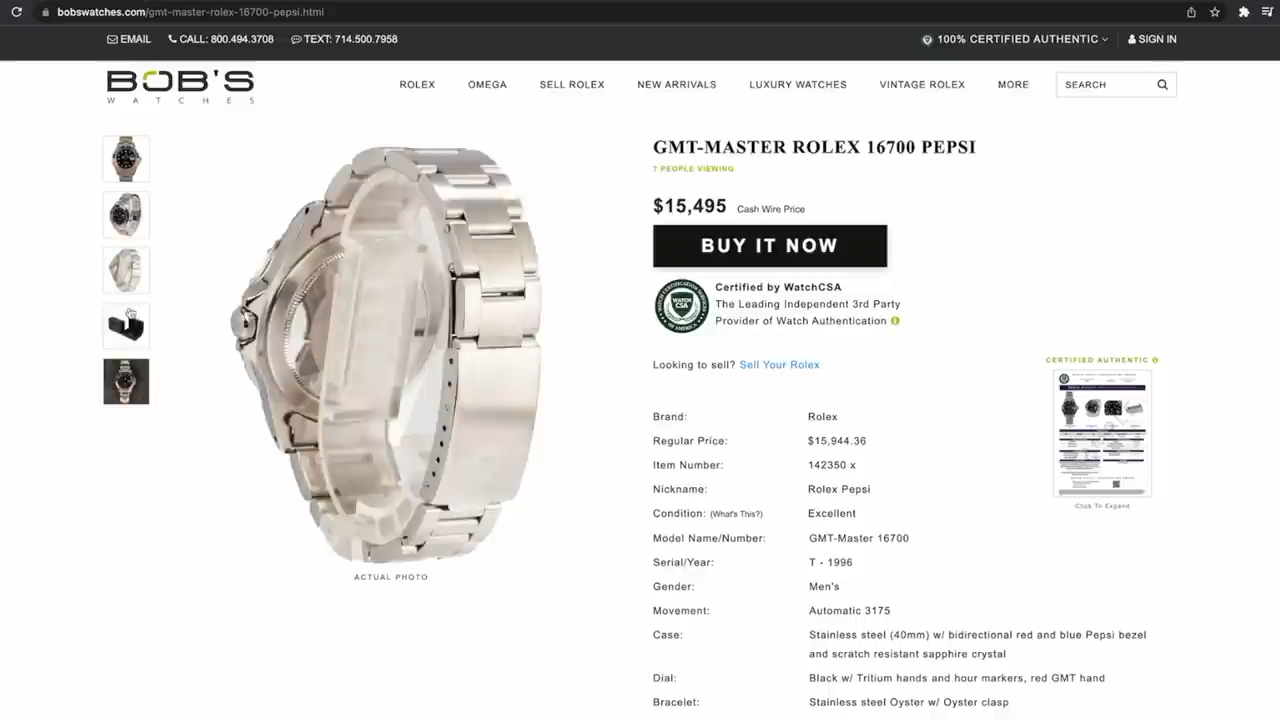 bobswatches.com/gmt-master-rolex-16700-pepsi.html
EMAIL CALL: 800.494.3708 TEXT: 714.500.7958 100% CERTIFIED AUTHENTIC SIGN IN
BOB'S
WATCHES
ROLEX OMEGA SELL ROLEX NEW ARRIVALS LUXURY WATCHES VINTAGE ROLEX MORE SEARCH
GMT-MASTER ROLEX 16700 PEPSI
7 PEOPLE VIEWING
$15,495 Cash Wire Price
BUY IT NOW
WATCH CSA
Certified by WatchCSA
The Leading Independent 3rd Party
Provider of Watch Authentication
Looking to sell? Sell Your Rolex
CERTIFIED AUTHENTIC
Click To Expand
Brand: Rolex
Regular Price: $15,944.36
Item Number: 142350 x
Nickname: Rolex Pepsi
Condition: (What's This?) Excellent
Model Name/Number: GMT-Master 16700
Serial/Year: T - 1996
Gender: Men's
Movement: Automatic 3175
Case: Stainless steel (40mm) w/ bidirectional red and blue Pepsi bezel
and scratch resistant sapphire crystal
Dial: Black w/ Tritium hands and hour markers, red GMT hand
Bracelet: Stainless steel Oyster w/ Oyster clasp
ACTUAL PHOTO